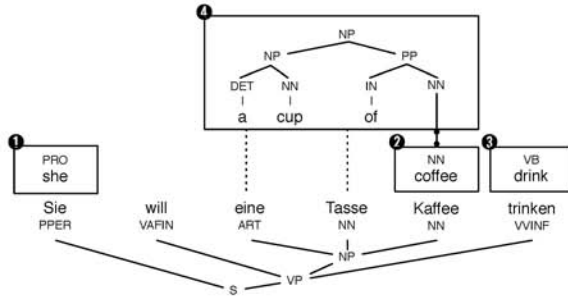 4
NP
NP PP
DET NN IN NN
a cup of
1 2 3
PRO NN VB
she coffee drink
Sie will eine Tasse Kaffee trinken
PPER VAFIN ART NN NN VVINF
NP
VP
S